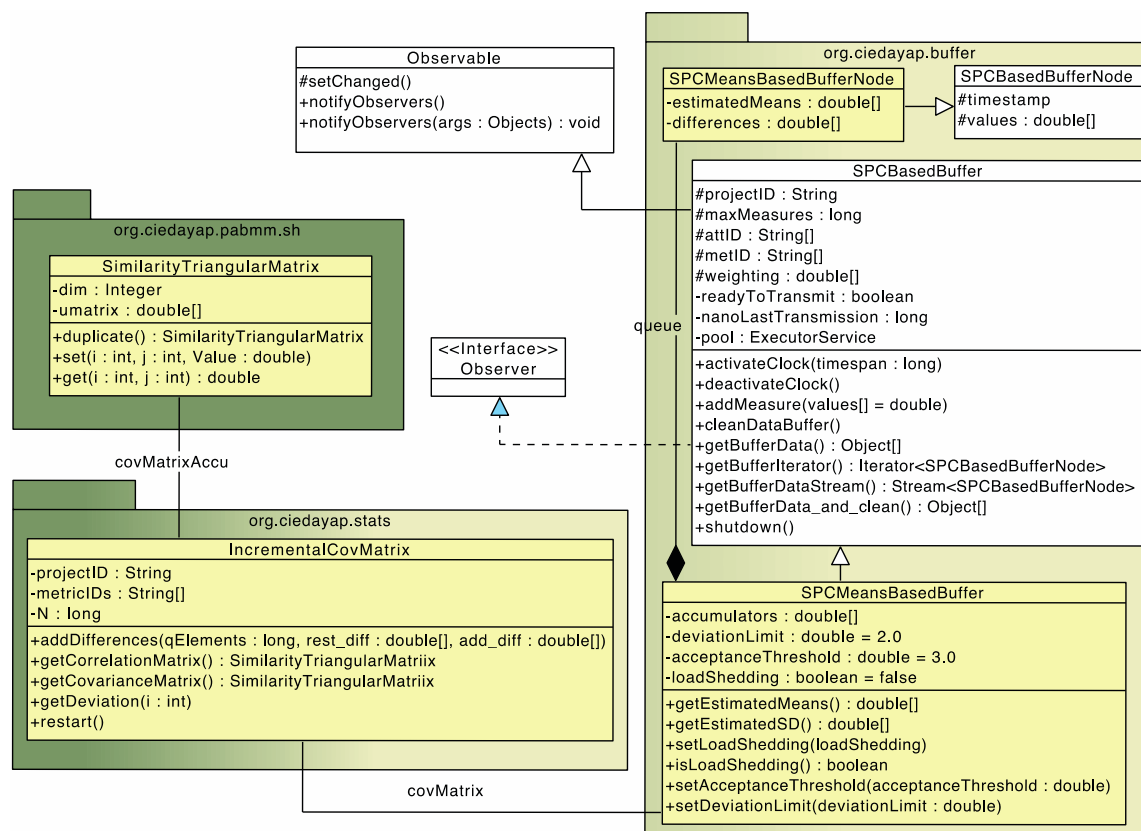 Observable
#setChanged()
+notifyObservers()
+notifyObservers(args : Objects) : void
org.ciedayap.buffer
SPCMeansBasedBufferNode
-estimatedMeans : double[]
-differences : double[]
SPCBasedBufferNode
#timestamp
#values : double[]
SPCBasedBuffer
#projectID : String
#maxMeasures : long
#attID : String[]
#metID : String[]
#weighting : double[]
-readyToTransmit : boolean
-nanoLastTransmission : long
-pool : ExecutorService
+activateClock(timespan : long)
+deactivateClock()
+addMeasure(values[] = double)
+cleanDataBuffer()
+getBufferData() : Object[]
+getBufferIterator() : Iterator<SPCBasedBufferNode>
+getBufferDataStream() : Stream<SPCBasedBufferNode>
+getBufferData_and_clean() : Object[]
+shutdown()
queue
org.ciedayap.pabmm.sh
SimilarityTriangularMatrix
-dim : Integer
-umatrix : double[]
+duplicate() : SimilarityTriangularMatrix
+set(i : int, j : int, Value : double)
+get(i : int, j : int) : double
<<Interface>>
Observer
covMatrixAccu
org.ciedayap.stats
IncrementalCovMatrix
-projectID : String
-metricIDs : String[]
-N : long
+addDifferences(qElements : long, rest_diff : double[], add_diff : double[])
+getCorrelationMatrix() : SimilarityTriangularMatriix
+getCovarianceMatrix() : SimilarityTriangularMatriix
+getDeviation(i : int)
+restart()
covMatrix
SPCMeansBasedBuffer
-accumulators : double[]
-deviationLimit : double = 2.0
-acceptanceThreshold : double = 3.0
-loadShedding : boolean = false
+getEstimatedMeans() : double[]
+getEstimatedSD() : double[]
+setLoadShedding(loadShedding)
+isLoadShedding() : boolean
+setAcceptanceThreshold(acceptanceThreshold : double)
+setDeviationLimit(deviationLimit : double)